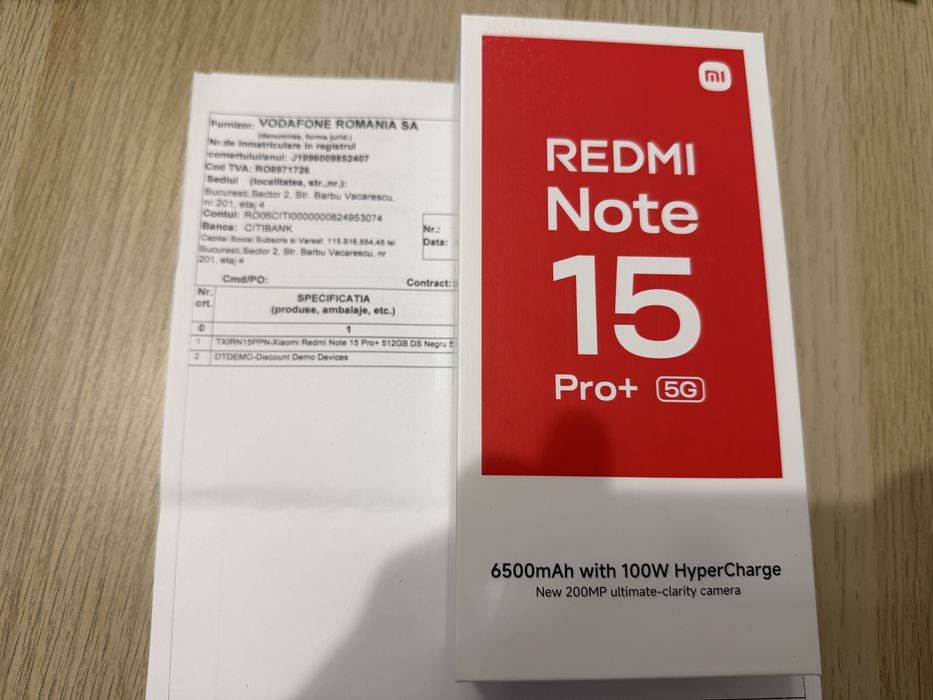 Furnizor: VODAFONE ROMANIA SA
(denumirea, forma jurid.)
Nr.de inmatriculare in registrul
comertului/anul: J1996009852407
Cod TVA: RO8971726
Sediul (localitatea, str.,nr.):
Bucuresti,Sector 2, Str. Barbu Vacarescu,
nr 201, etaj 4
Contul: RO06CITI0000000824953074
Banca: CITIBANK
Capital Social Subscris si Varsat: 115.916.554,45 lei
Bucuresti,Sector 2, Str. Barbu Vacarescu, nr
201, etaj 4
Nr.:
Data:
Cmd/PO:
Contract:
Nr.
crt.
SPECIFICATIA
(produse, ambalaje, etc.)
0
1
1 TXIRN15PPN-Xiaomi Redmi Note 15 Pro+ 512GB DS Negru 5
2 DTDEMO-Discount Demo Devices
mi
REDMI
Note
15
Pro+ 5G
6500mAh with 100W HyperCharge
New 200MP ultimate-clarity camera